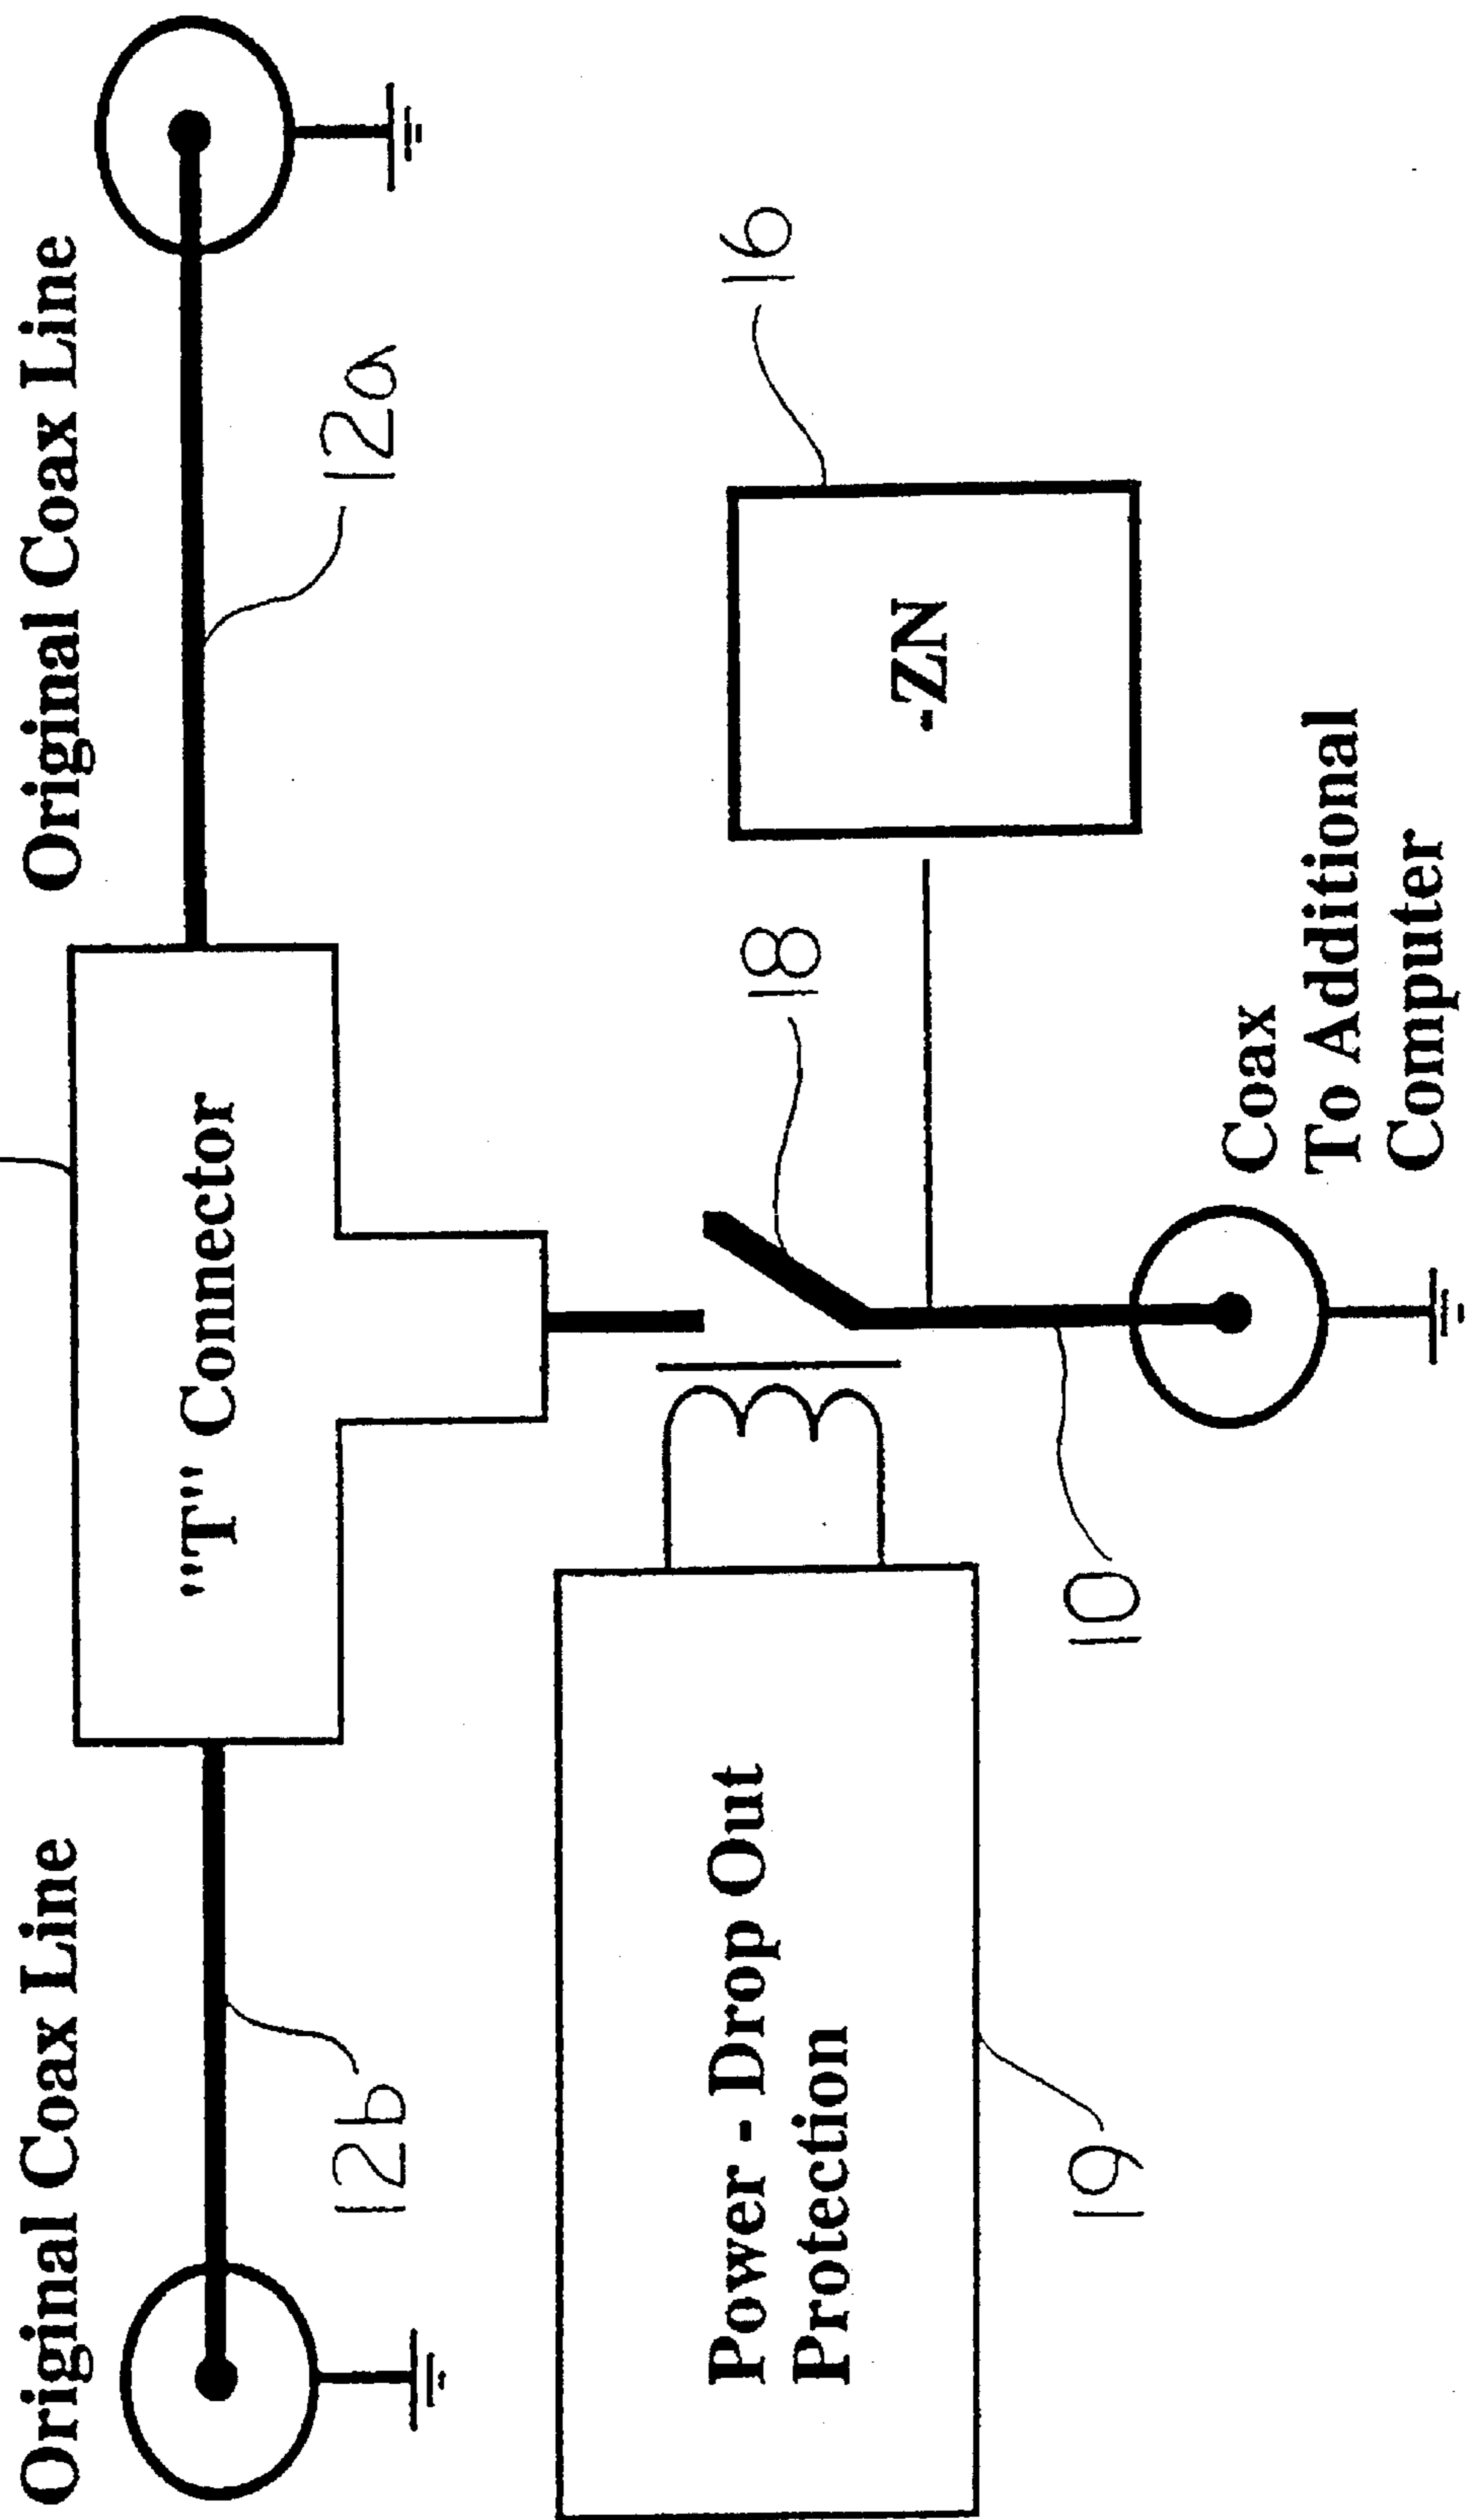 Original Coax Line
Original Coax Line
12b
12a
"T" Connector
Power - Drop Out
Protection
19
18
16
-ZN
10
Coax
To Additional
Computer